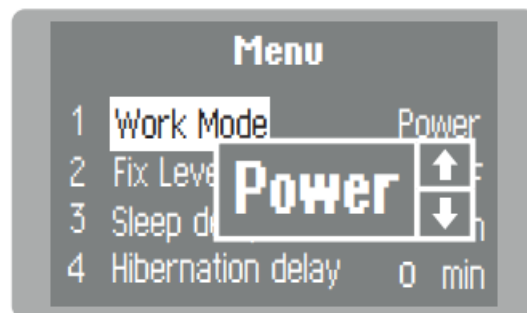 Menu
1 Work Mode Power
2 Fix Leve
Power
3 Sleep
4 Hibernation delay 0 min